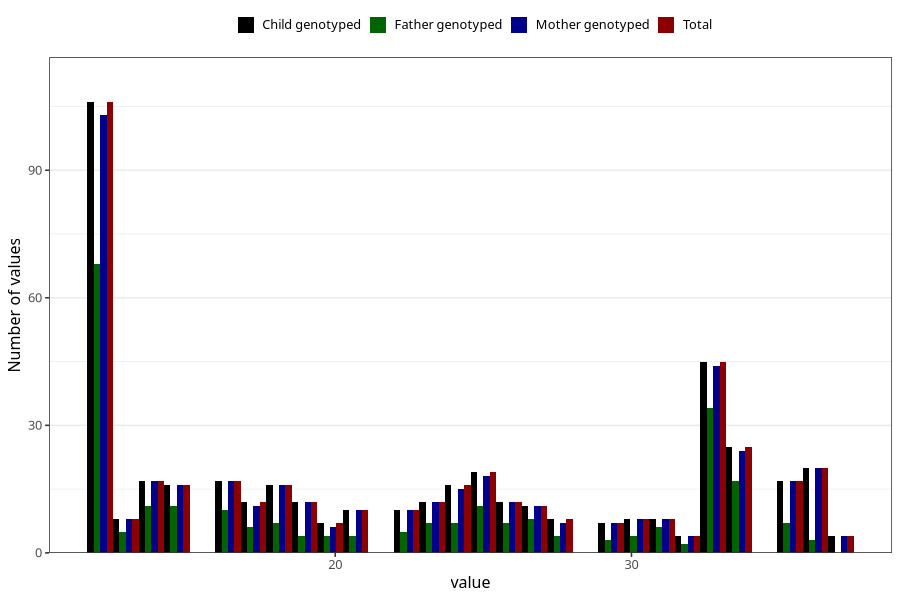 Child genotyped Father genotyped Mother genotyped Total
Number of values
90
60
30
0
20 30
value